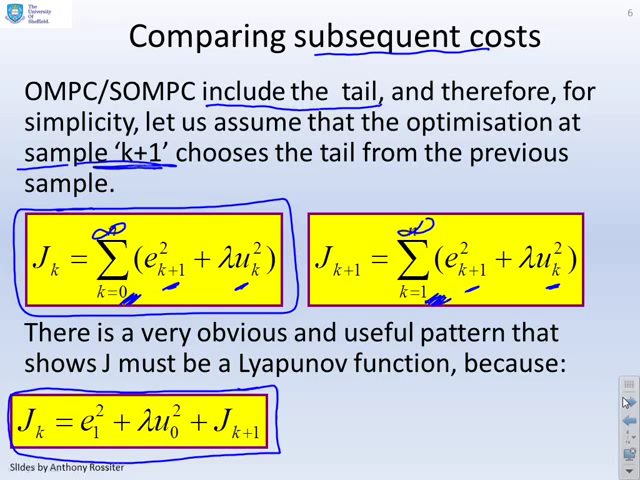 The
University
Of
Sheffield.
6
Comparing subsequent costs
OMPC/SOMPC include the tail, and therefore, for
simplicity, let us assume that the optimisation at
sample ‘k+1’ chooses the tail from the previous
sample.
J_k = ∑_{k=0}^{∞} (e_{k+1}^2 + λu_k^2)
J_{k+1} = ∑_{k=1}^{∞} (e_{k+1}^2 + λu_k^2)
There is a very obvious and useful pattern that
shows J must be a Lyapunov function, because:
J_k = e_1^2 + λu_0^2 + J_{k+1}
Slides by Anthony Rossiter